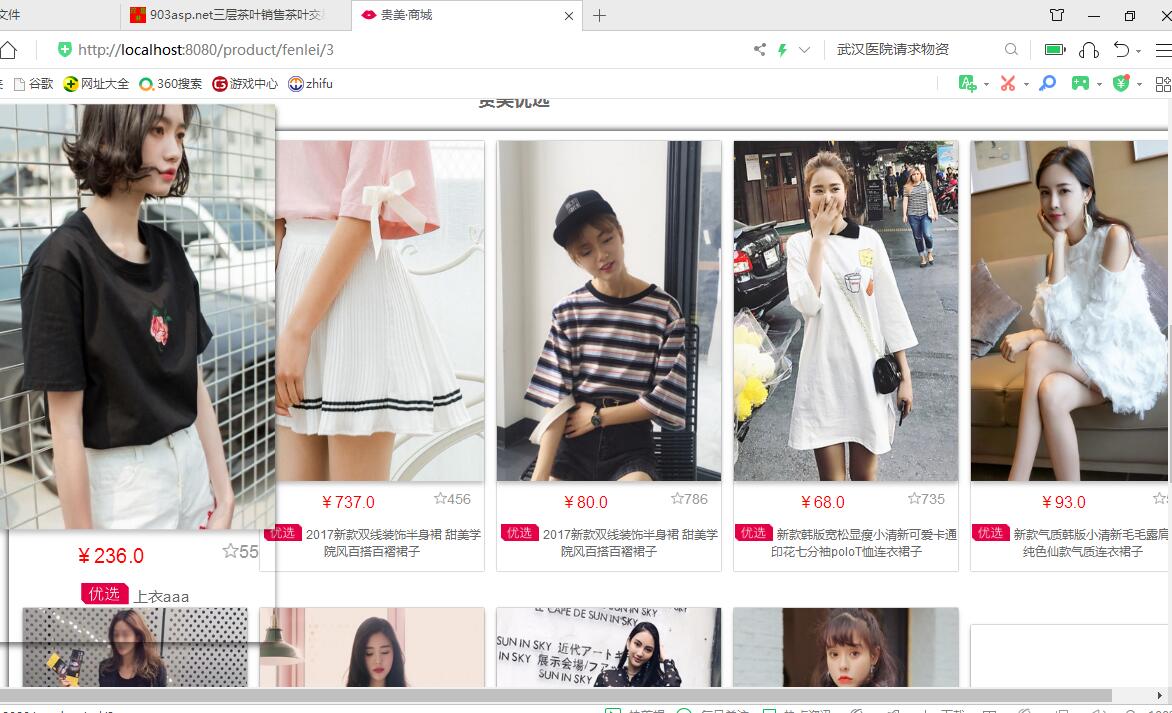 文件
903asp.net三层茶叶销售茶叶交
贵美·商城
http://localhost:8080/product/fenlei/3
武汉医院请求物资
谷歌
网址大全
360搜索
游戏中心
zhifu
贵美优选
¥ 236.0
☆55
优选 上衣aaa
¥ 737.0
☆456
优选 2017新款双线装饰半身裙 甜美学
院风百搭百褶裙子
¥ 80.0
☆786
优选 2017新款双线装饰半身裙 甜美学
院风百搭百褶裙子
¥ 68.0
☆735
优选 新款韩版宽松显瘦小清新可爱卡通
印花七分袖poloT恤连衣裙子
¥ 93.0
优选 新款气质韩版小清新毛毛露肩
纯色仙款气质连衣裙子
SUN IN SKY 近代アートギ
IN SKY 展示会場/ファ
SUN IN SKY